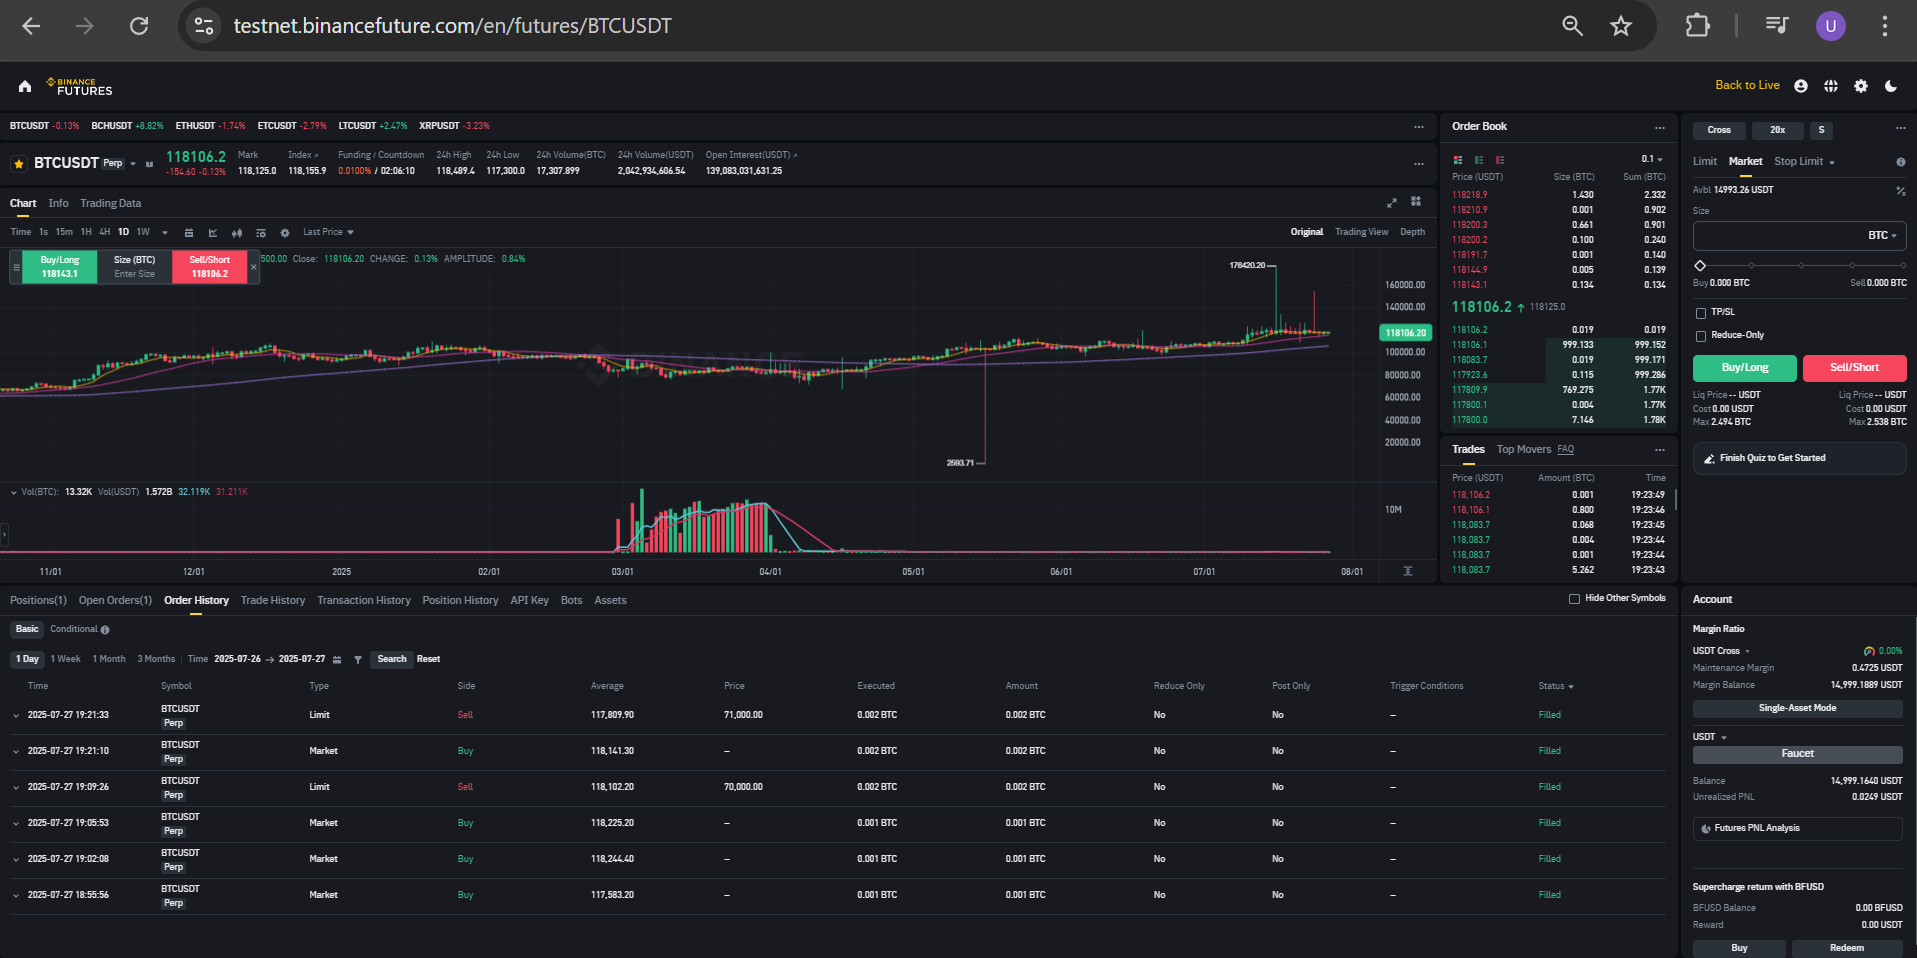 testnet.binancefuture.com/en/futures/BTCUSDT
U
BINANCE
FUTURES
Back to Live
BTCUSDT -0.13% BCHUSDT +8.82% ETHUSDT -1.74% ETCUSDT -2.79% LTCUSDT +2.47% XRPUSDT -3.23%
BTCUSDT Perp
118106.2
-154.60 -0.13%
Mark Index Funding / Countdown 24h High 24h Low 24h Volume(BTC) 24h Volume(USDT) Open Interest(USDT)
118,125.0 118,155.9 0.0100% / 02:06:10 118,489.4 117,300.0 17,307.899 2,042,934,606.54 139,083,031,631.25
Chart Info Trading Data
Time 1s 15m 1H 4H 1D 1W Last Price Original Trading View Depth
Buy/Long Size (BTC) Sell/Short
118143.1 Enter Size 118106.2
500.00 Close: 118106.20 CHANGE: 0.13% AMPLITUDE: 0.84%
176420.20
160000.00
140000.00
118106.20
100000.00
80000.00
60000.00
40000.00
20000.00
2593.71
Vol(BTC): 13.32K Vol(USDT) 1.572B 32.119K 31.211K
10M
11/01 12/01 2025 02/01 03/01 04/01 05/01 06/01 07/01 08/01
Order Book
0.1
Price (USDT) Size (BTC) Sum (BTC)
118218.9 1.430 2.332
118210.9 0.001 0.902
118200.3 0.661 0.901
118200.2 0.100 0.240
118191.7 0.001 0.140
118144.9 0.005 0.139
118143.1 0.134 0.134
118106.2 118125.0
118106.2 0.019 0.019
118106.1 999.133 999.152
118083.7 0.019 999.171
117923.6 0.115 999.286
117809.9 769.275 1.77K
117800.1 0.004 1.77K
117800.0 7.146 1.78K
Trades Top Movers FAQ
Price (USDT) Amount (BTC) Time
118,106.2 0.001 19:23:49
118,106.1 0.800 19:23:46
118,083.7 0.068 19:23:45
118,083.7 0.004 19:23:44
118,083.7 0.001 19:23:44
118,083.7 5.262 19:23:43
Cross 20x S
Limit Market Stop Limit
Avbl 14993.26 USDT
Size
BTC
Buy 0.000 BTC Sell 0.000 BTC
TP/SL
Reduce-Only
Buy/Long Sell/Short
Liq Price -- USDT Liq Price -- USDT
Cost 0.00 USDT Cost 0.00 USDT
Max 2.494 BTC Max 2.538 BTC
Finish Quiz to Get Started
Positions(1) Open Orders(1) Order History Trade History Transaction History Position History API Key Bots Assets Hide Other Symbols
Basic Conditional
1 Day 1 Week 1 Month 3 Months Time 2025-07-26 → 2025-07-27 Search Reset
Time Symbol Type Side Average Price Executed Amount Reduce Only Post Only Trigger Conditions Status
2025-07-27 19:21:33 BTCUSDT Perp Limit Sell 117,809.90 71,000.00 0.002 BTC 0.002 BTC No No – Filled
2025-07-27 19:21:10 BTCUSDT Perp Market Buy 118,141.30 – 0.002 BTC 0.002 BTC No No – Filled
2025-07-27 19:09:26 BTCUSDT Perp Limit Sell 118,102.20 70,000.00 0.002 BTC 0.002 BTC No No – Filled
2025-07-27 19:05:53 BTCUSDT Perp Market Buy 118,225.20 – 0.001 BTC 0.001 BTC No No – Filled
2025-07-27 19:02:08 BTCUSDT Perp Market Buy 118,244.40 – 0.001 BTC 0.001 BTC No No – Filled
2025-07-27 18:55:56 BTCUSDT Perp Market Buy 117,583.20 – 0.001 BTC 0.001 BTC No No – Filled
Account
Margin Ratio
USDT Cross 0.00%
Maintenance Margin 0.4725 USDT
Margin Balance 14,999.1889 USDT
Single-Asset Mode
USDT
Faucet
Balance 14,999.1640 USDT
Unrealized PNL 0.0249 USDT
Futures PNL Analysis
Supercharge return with BFUSD
BFUSD Balance 0.00 BFUSD
Reward 0.00 USDT
Buy Redeem